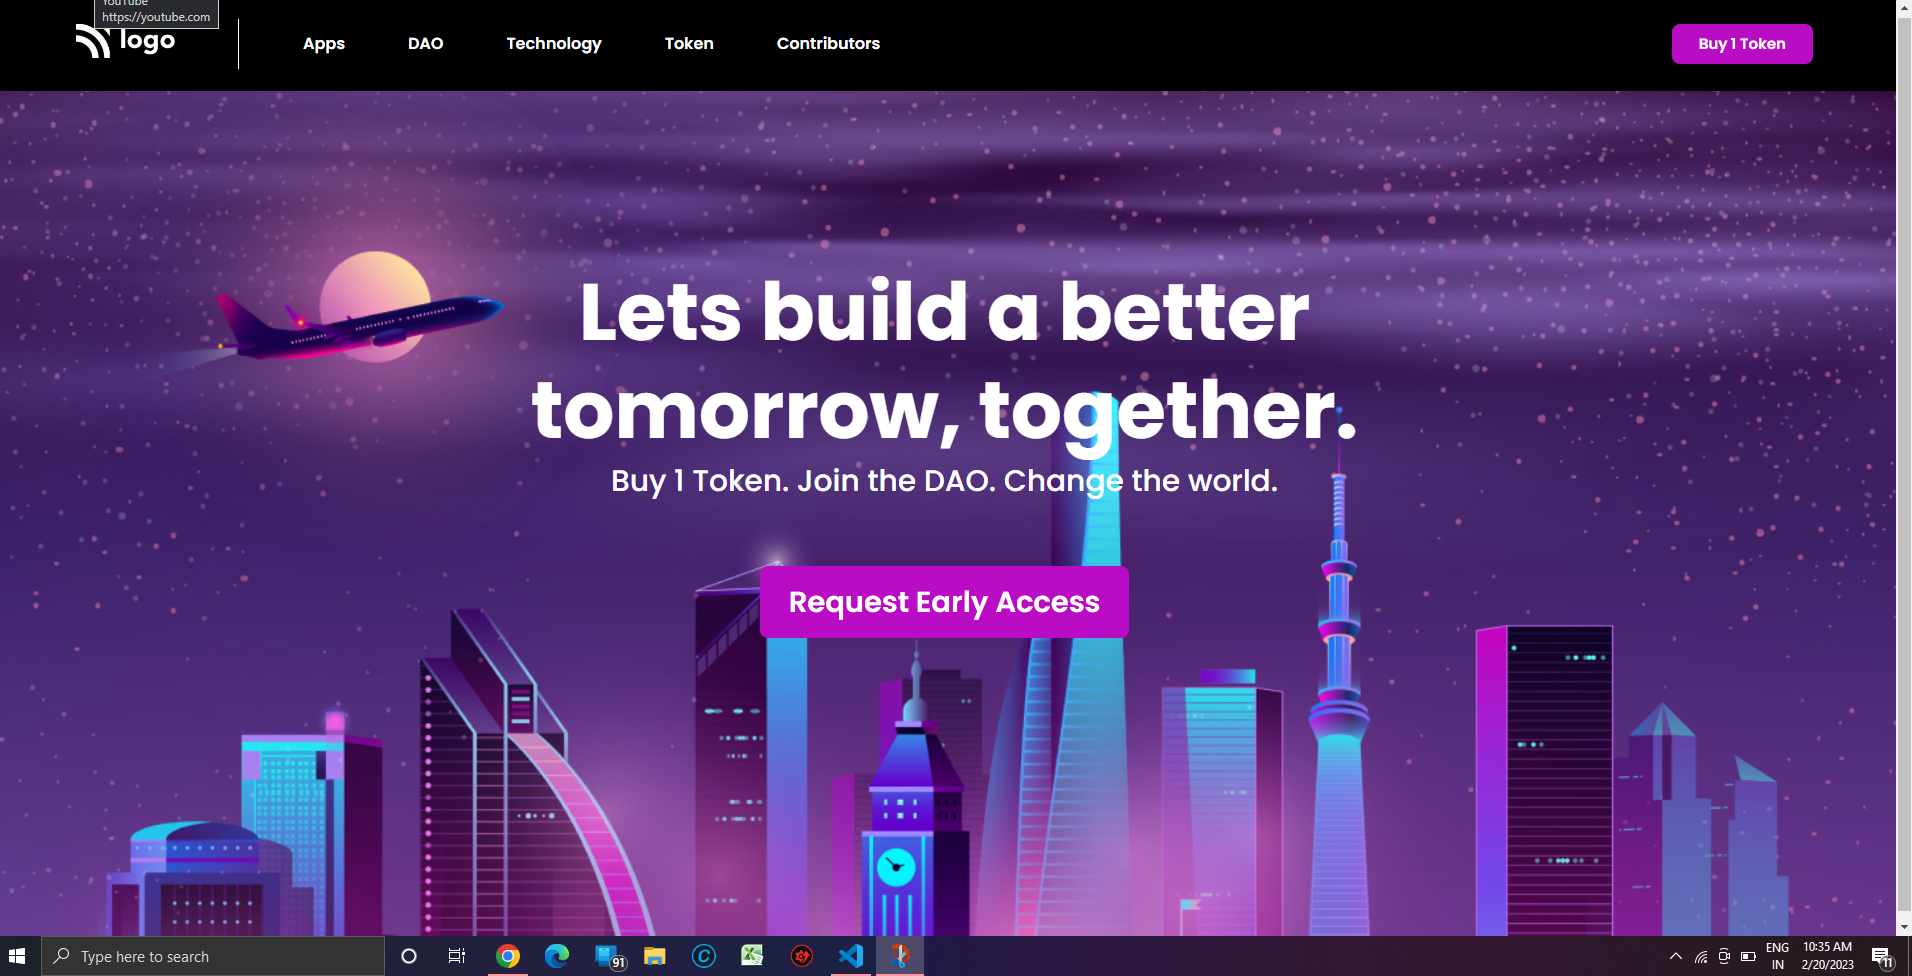 YouTube
https://youtube.com
logo
Apps
DAO
Technology
Token
Contributors
Buy 1 Token
Lets build a better
tomorrow, together.
Buy 1 Token. Join the DAO. Change the world.
Request Early Access
Type here to search
91
ENG
IN
10:35 AM
2/20/2023
11